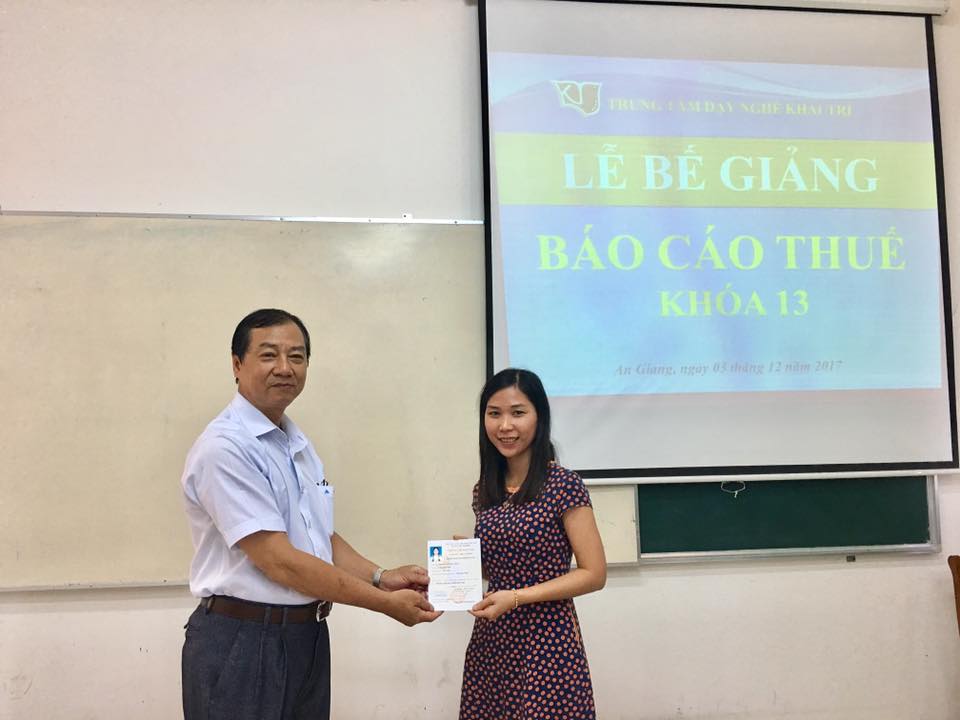 TRUNG TÂM DẠY NGHỀ KHAI TRÍ
LỄ BẾ GIẢNG
BÁO CÁO THUẾ
KHÓA 13
An Giang, ngày 03 tháng 12 năm 2017